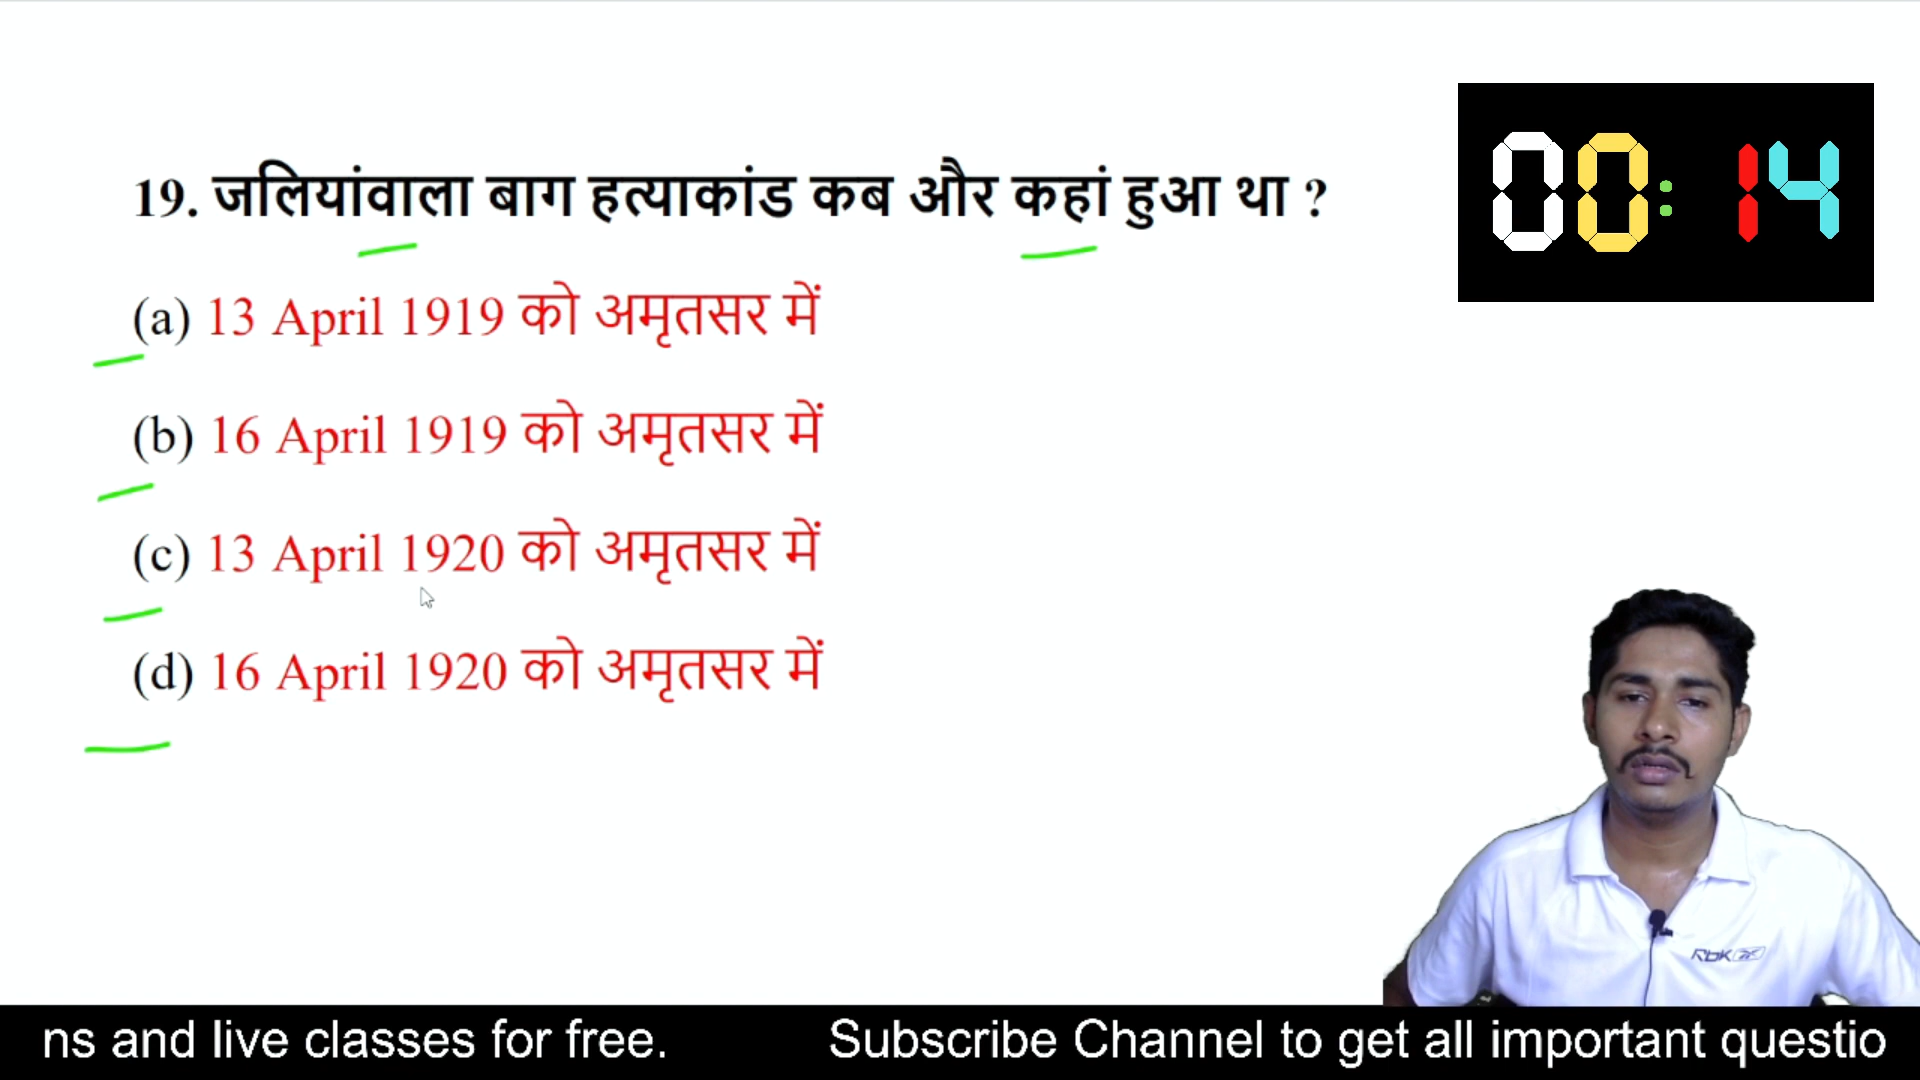 19. जलियांवाला बाग हत्याकांड कब और कहां हुआ था ?
00: 14
(a) 13 April 1919 को अमृतसर में
(b) 16 April 1919 को अमृतसर में
(c) 13 April 1920 को अमृतसर में
(d) 16 April 1920 को अमृतसर में
RbK
ns and live classes for free. Subscribe Channel to get all important questio